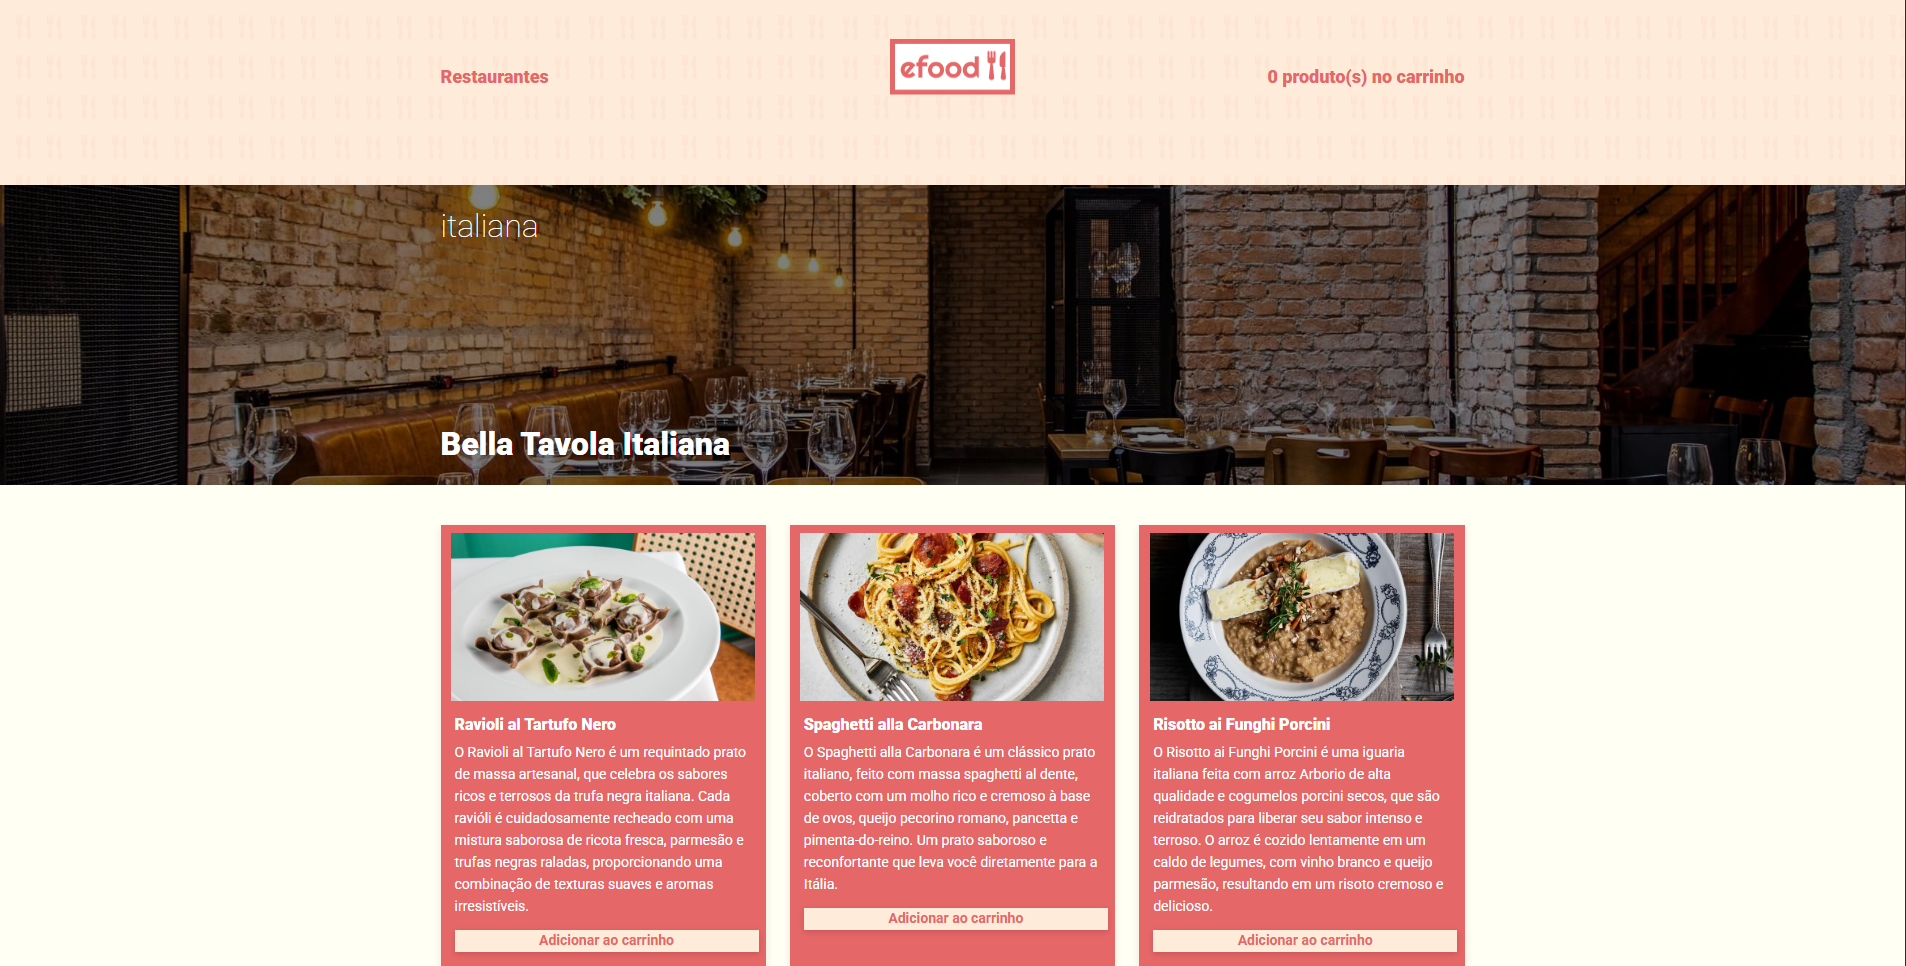 Restaurantes
efood
0 produto(s) no carrinho
italiana
Bella Tavola Italiana
Ravioli al Tartufo Nero
O Ravioli al Tartufo Nero é um requintado prato
de massa artesanal, que celebra os sabores
ricos e terrosos da trufa negra italiana. Cada
ravióli é cuidadosamente recheado com uma
mistura saborosa de ricota fresca, parmesão e
trufas negras raladas, proporcionando uma
combinação de texturas suaves e aromas
irresistíveis.
Adicionar ao carrinho
Spaghetti alla Carbonara
O Spaghetti alla Carbonara é um clássico prato
italiano, feito com massa spaghetti al dente,
coberto com um molho rico e cremoso à base
de ovos, queijo pecorino romano, pancetta e
pimenta-do-reino. Um prato saboroso e
reconfortante que leva você diretamente para a
Itália.
Adicionar ao carrinho
Risotto ai Funghi Porcini
O Risotto ai Funghi Porcini é uma iguaria
italiana feita com arroz Arborio de alta
qualidade e cogumelos porcini secos, que são
reidratados para liberar seu sabor intenso e
terroso. O arroz é cozido lentamente em um
caldo de legumes, com vinho branco e queijo
parmesão, resultando em um risoto cremoso e
delicioso.
Adicionar ao carrinho